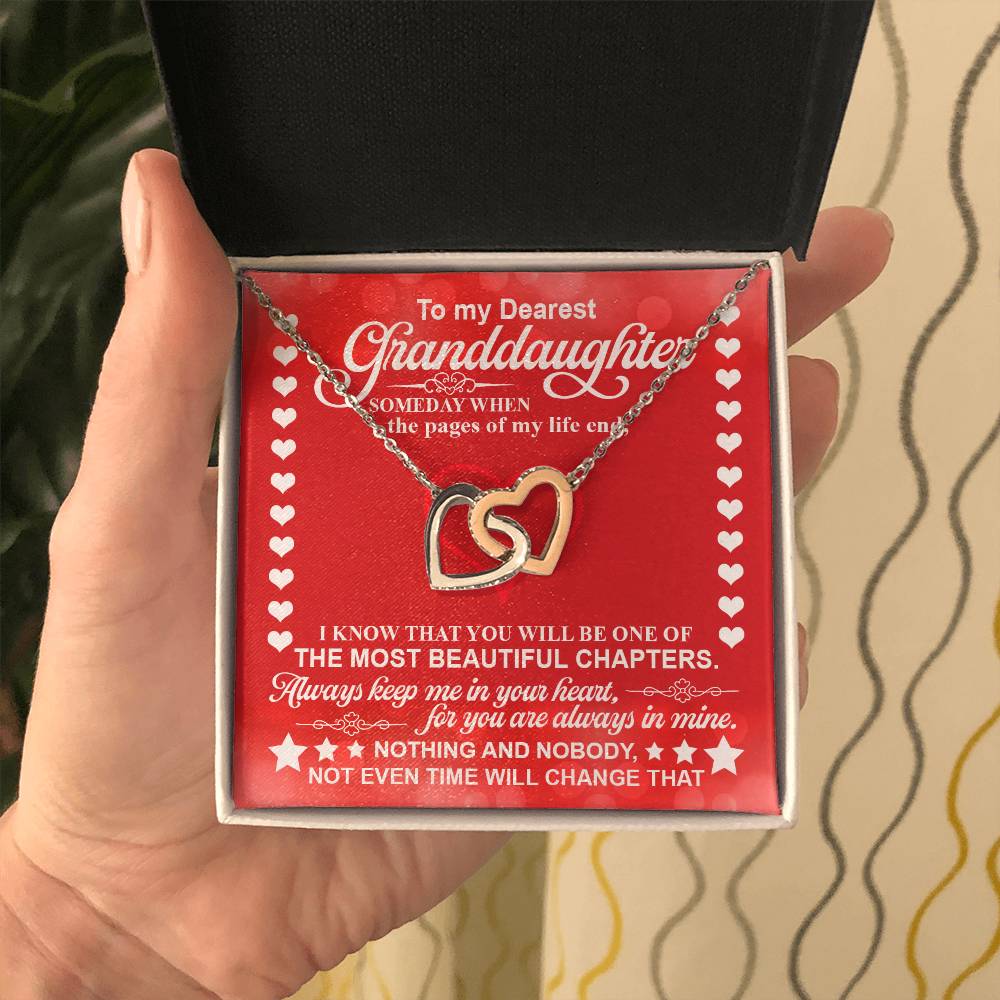 To my Dearest
Granddaughter
SOMEDAY WHEN
the pages of my life end,
I KNOW THAT YOU WILL BE ONE OF
THE MOST BEAUTIFUL CHAPTERS.
Always keep me in your heart,
for you are always in mine.
NOTHING AND NOBODY,
NOT EVEN TIME WILL CHANGE THAT